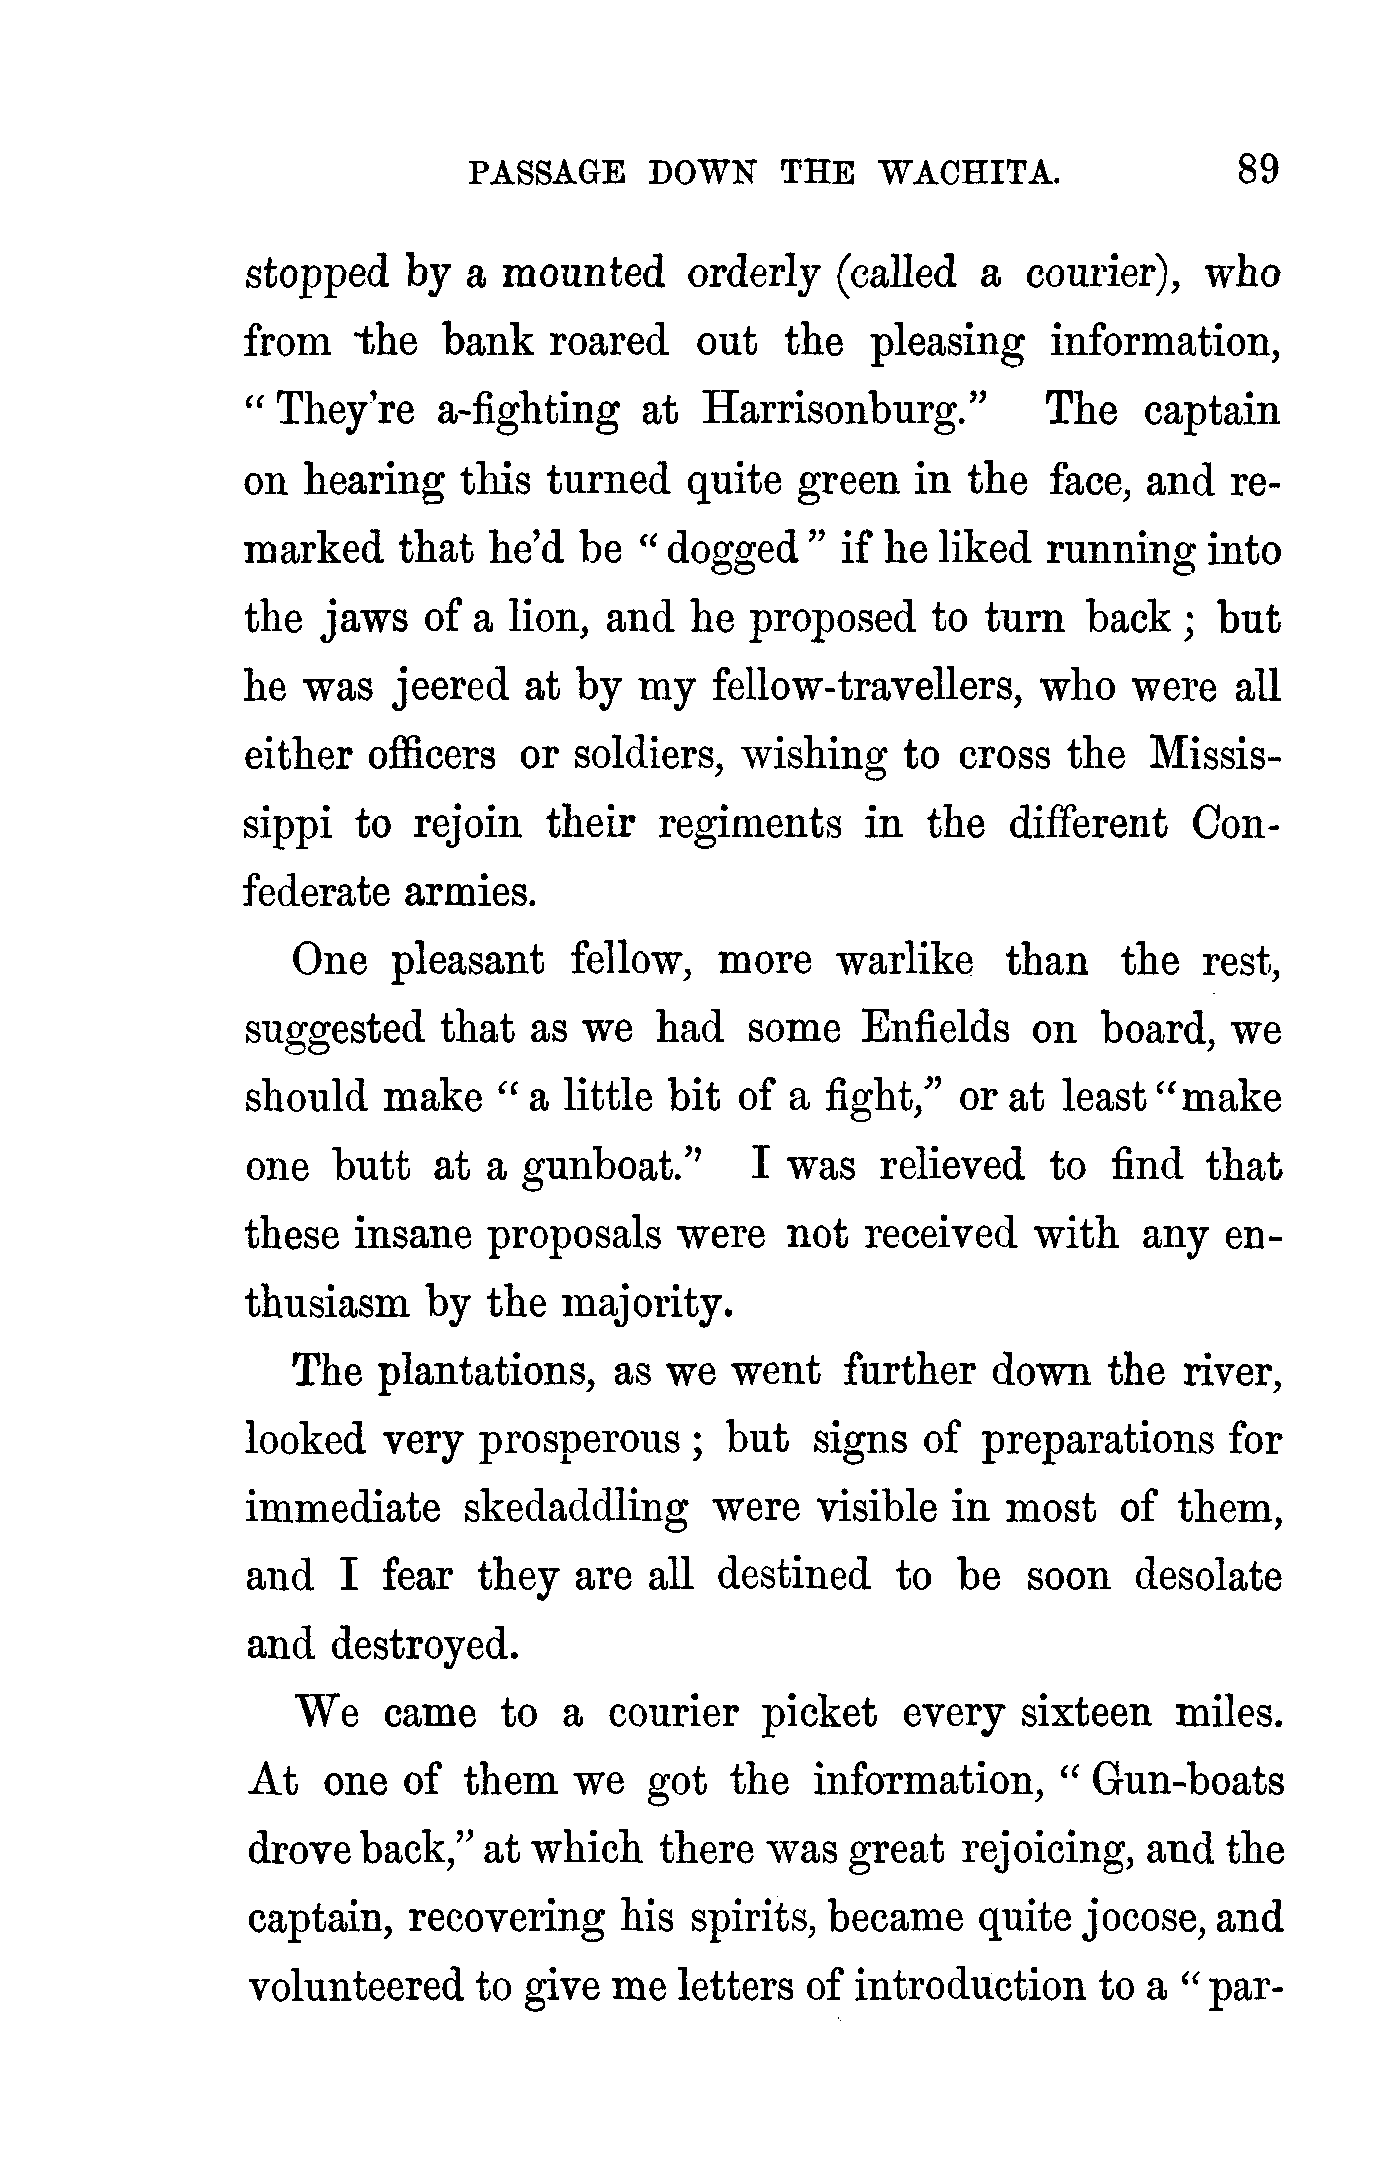 PASSAGE DOWN THE WACHITA. 89
stopped by a mounted orderly (called a courier), who
from the bank roared out the pleasing information,
“ They’re a-fighting at Harrisonburg.” The captain
on hearing this turned quite green in the face, and re-
marked that he’d be “ dogged ” if he liked running into
the jaws of a lion, and he proposed to turn back ; but
he was jeered at by my fellow-travellers, who were all
either officers or soldiers, wishing to cross the Missis-
sippi to rejoin their regiments in the different Con-
federate armies.
One pleasant fellow, more warlike than the rest,
suggested that as we had some Enfields on board, we
should make “ a little bit of a fight,” or at least “make
one butt at a gunboat.” I was relieved to find that
these insane proposals were not received with any en-
thusiasm by the majority.
The plantations, as we went further down the river,
looked very prosperous ; but signs of preparations for
immediate skedaddling were visible in most of them,
and I fear they are all destined to be soon desolate
and destroyed.
We came to a courier picket every sixteen miles.
At one of them we got the information, “ Gun-boats
drove back,” at which there was great rejoicing, and the
captain, recovering his spirits, became quite jocose, and
volunteered to give me letters of introduction to a “ par-